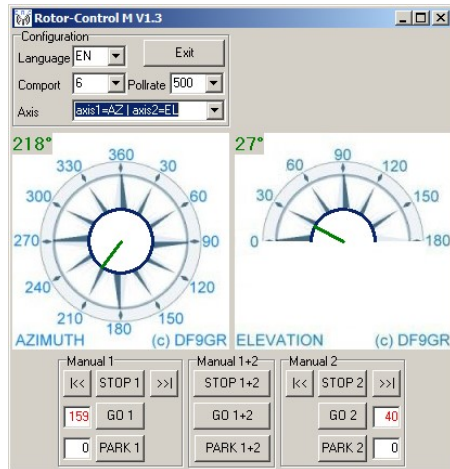 Rotor-Control M V1.3
Configuration
Language EN Exit
Comport 6 Pollrate 500
Axis axis1=AZ | axis2=EL
218° 27°
360
330 30
300 60
270 90
240 120
210 150
180
AZIMUTH (c) DF9GR
90
60 120
30 150
0 180
ELEVATION (c) DF9GR
Manual 1 Manual 1+2 Manual 2
|<< STOP 1 >>| STOP 1+2 |<< STOP 2 >>|
159 GO 1 GO 1+2 GO 2 40
0 PARK 1 PARK 1+2 PARK 2 0